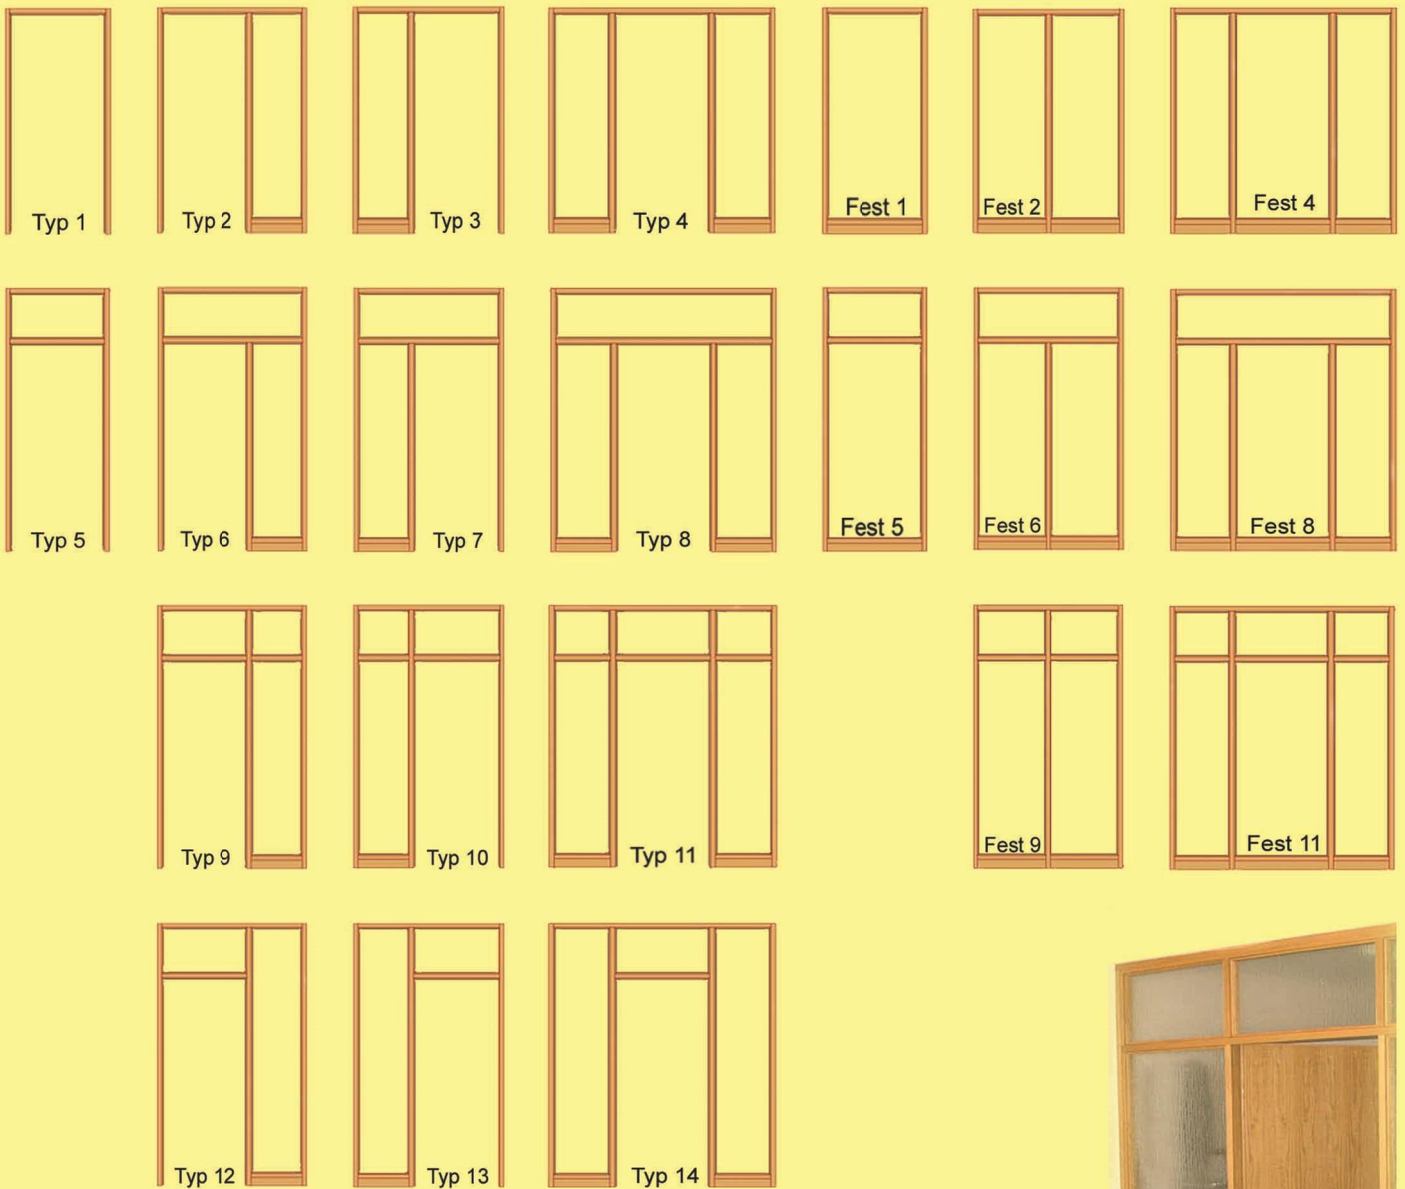 Typ 1
Typ 2
Typ 3
Typ 4
Fest 1
Fest 2
Fest 4
Typ 5
Typ 6
Typ 7
Typ 8
Fest 5
Fest 6
Fest 8
Typ 9
Typ 10
Typ 11
Fest 9
Fest 11
Typ 12
Typ 13
Typ 14